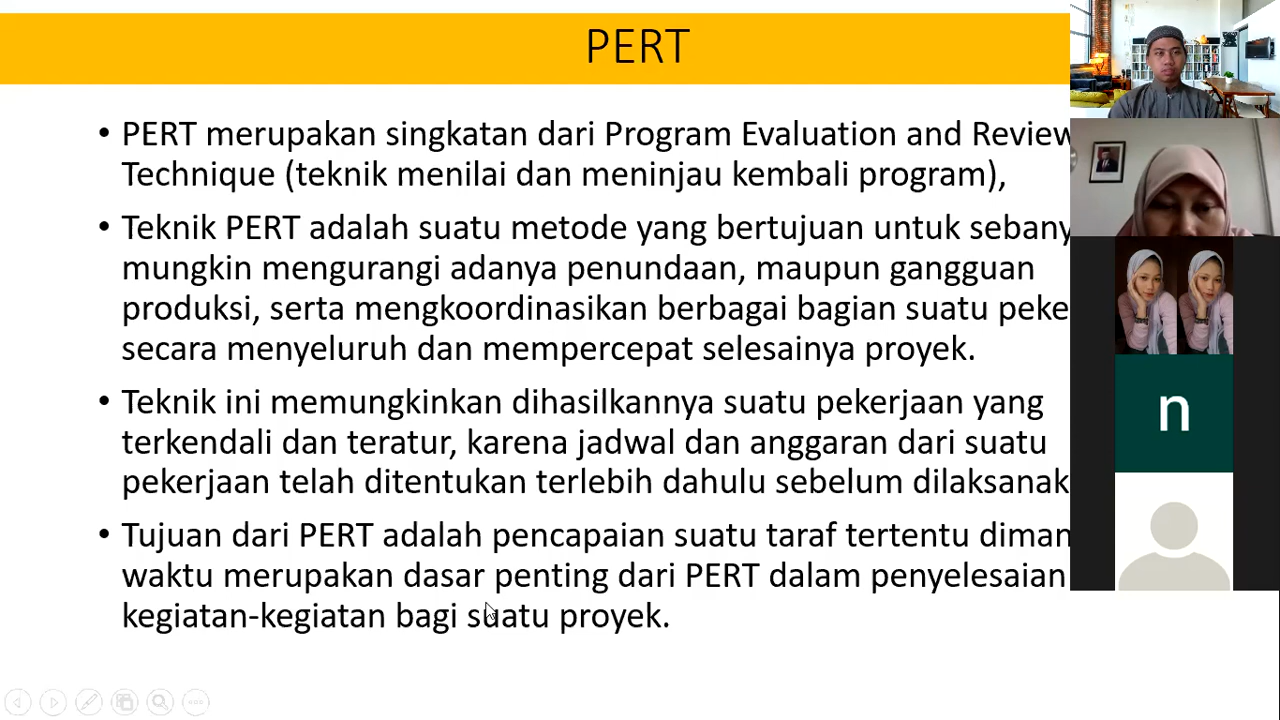 PERT
• PERT merupakan singkatan dari Program Evaluation and Review
Technique (teknik menilai dan meninjau kembali program),
• Teknik PERT adalah suatu metode yang bertujuan untuk sebany
mungkin mengurangi adanya penundaan, maupun gangguan
produksi, serta mengkoordinasikan berbagai bagian suatu peke
secara menyeluruh dan mempercepat selesainya proyek.
• Teknik ini memungkinkan dihasilkannya suatu pekerjaan yang
terkendali dan teratur, karena jadwal dan anggaran dari suatu
pekerjaan telah ditentukan terlebih dahulu sebelum dilaksanak
• Tujuan dari PERT adalah pencapaian suatu taraf tertentu diman
waktu merupakan dasar penting dari PERT dalam penyelesaian
kegiatan-kegiatan bagi suatu proyek.
n